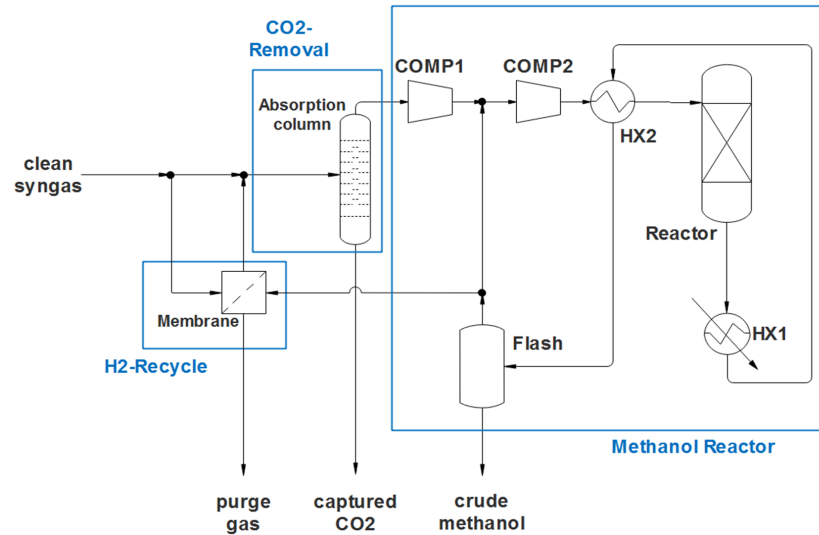 CO2-
Removal
COMP1
COMP2
Absorption
column
HX2
clean
syngas
Reactor
Membrane
HX1
Flash
H2-Recycle
Methanol Reactor
purge
gas
captured
CO2
crude
methanol